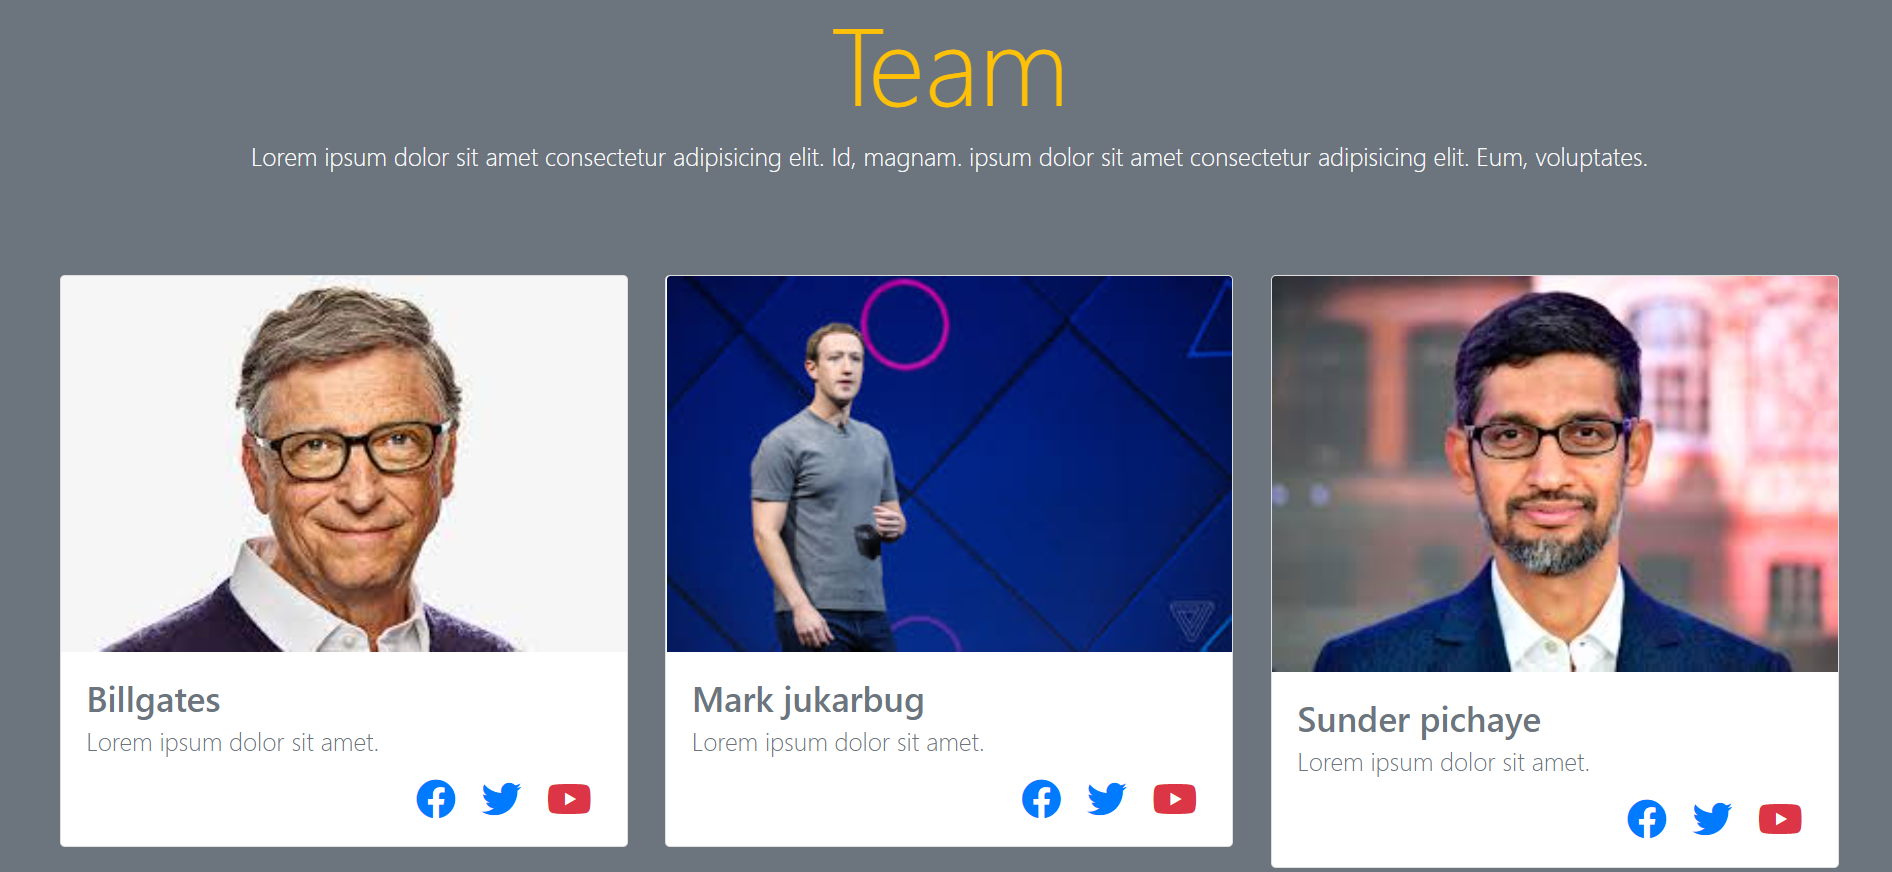 Team
Lorem ipsum dolor sit amet consectetur adipisicing elit. Id, magnam. ipsum dolor sit amet consectetur adipisicing elit. Eum, voluptates.
Billgates
Lorem ipsum dolor sit amet.
Mark jukarbug
Lorem ipsum dolor sit amet.
Sunder pichaye
Lorem ipsum dolor sit amet.